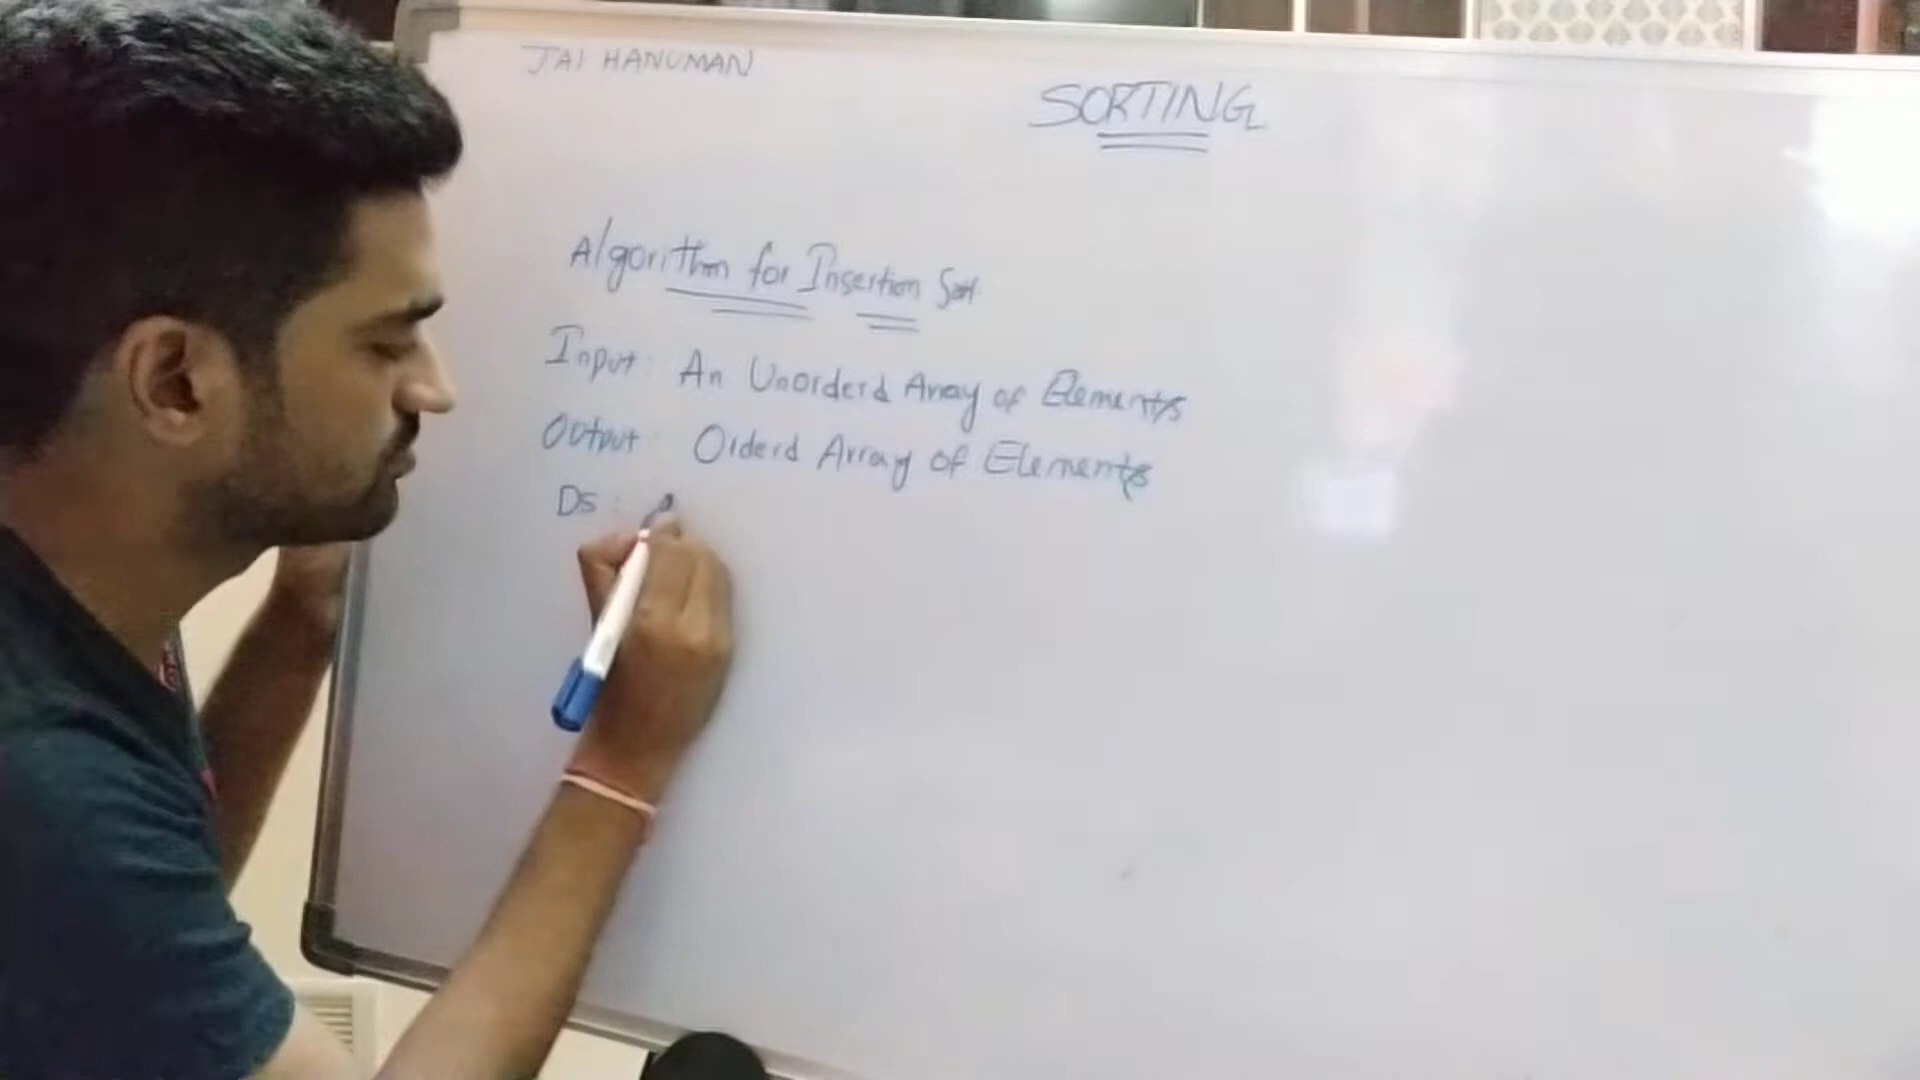 JAI HANUMAN
SORTING
Algorithm for Insertion Sort
Input: An Unorderd Array of Elements
Output: Orderd Array of Elements
DS :